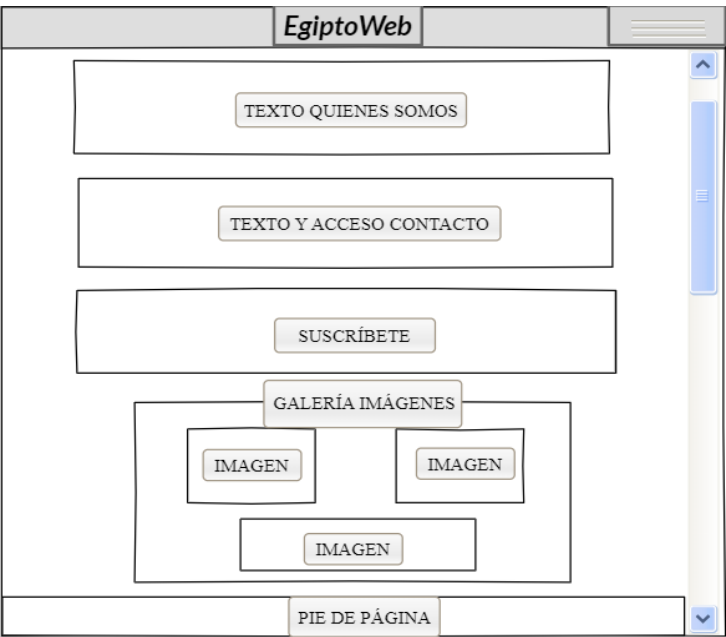 EgiptoWeb
TEXTO QUIENES SOMOS
TEXTO Y ACCESO CONTACTO
SUSCRÍBETE
GALERÍA IMÁGENES
IMAGEN
IMAGEN
IMAGEN
PIE DE PÁGINA